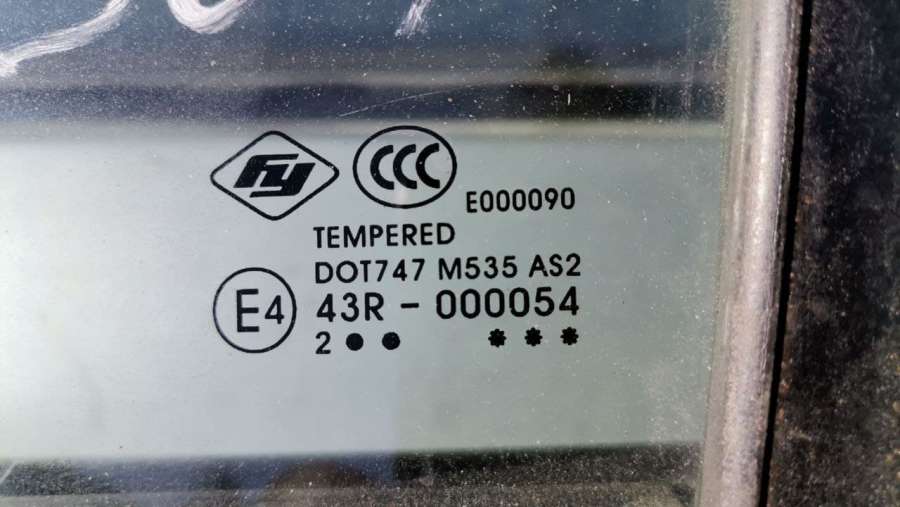 FY
CCC
E000090
TEMPERED
DOT747 M535 AS2
E4
43R - 000054
2 ● ● ✱ ✱ ✱